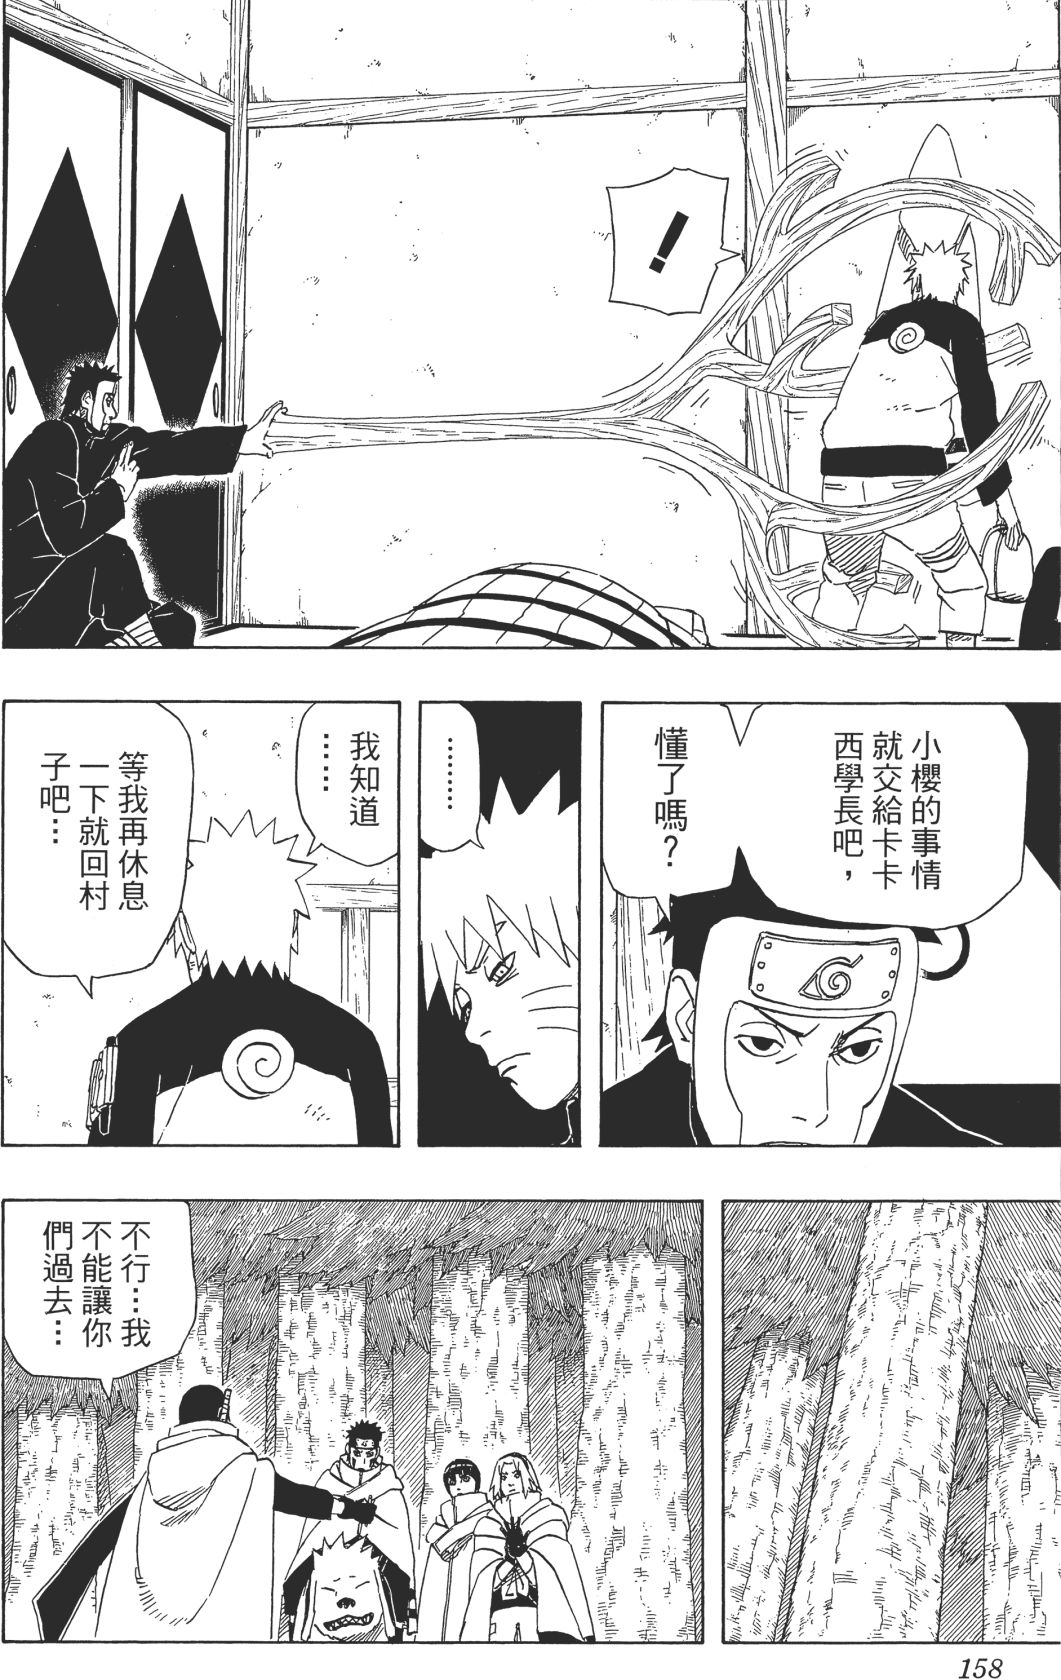 ！
小櫻的事情
就交給卡卡
西學長吧，
懂了嗎？
………
我知道
……
等我再休息
一下就回村
子吧…
不行…我
不能讓你
們過去…
158